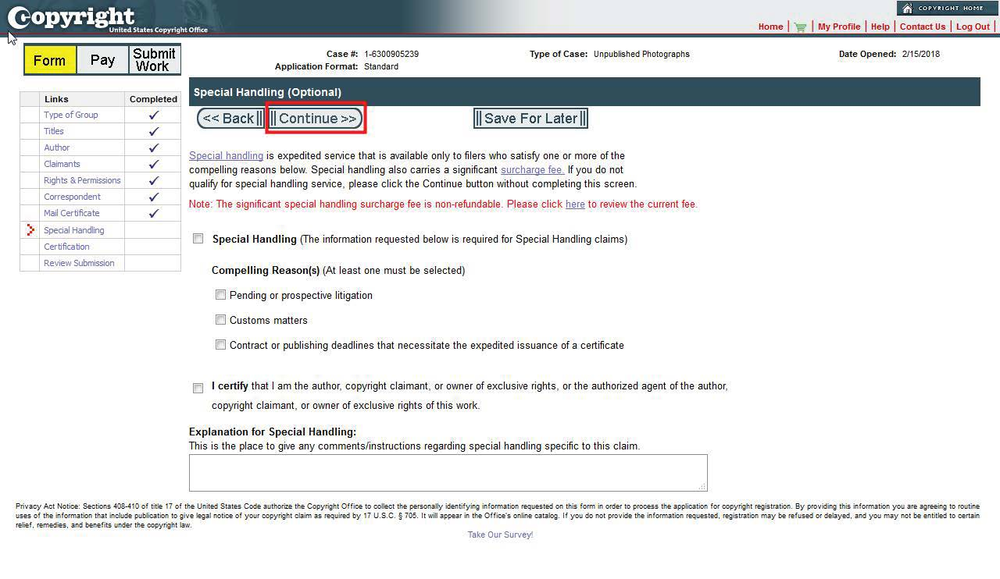 Copyright
United States Copyright Office
COPYRIGHT HOME
Home | My Profile | Help | Contact Us | Log Out |
Form Pay Submit Work
Case #: 1-6300905239 Type of Case: Unpublished Photographs Date Opened: 2/15/2018
Application Format: Standard
Links Completed
Type of Group
Titles
Author
Claimants
Rights & Permissions
Correspondent
Mail Certificate
Special Handling
Certification
Review Submission
Special Handling (Optional)
<< Back Continue >> Save For Later
Special handling is expedited service that is available only to filers who satisfy one or more of the
compelling reasons below. Special handling also carries a significant surcharge fee. If you do not
qualify for special handling service, please click the Continue button without completing this screen.
Note: The significant special handling surcharge fee is non-refundable. Please click here to review the current fee.
Special Handling (The information requested below is required for Special Handling claims)
Compelling Reason(s) (At least one must be selected)
Pending or prospective litigation
Customs matters
Contract or publishing deadlines that necessitate the expedited issuance of a certificate
I certify that I am the author, copyright claimant, or owner of exclusive rights, or the authorized agent of the author,
copyright claimant, or owner of exclusive rights of this work.
Explanation for Special Handling:
This is the place to give any comments/instructions regarding special handling specific to this claim.
Privacy Act Notice: Sections 408-410 of title 17 of the United States Code authorize the Copyright Office to collect the personally identifying information requested on this form in order to process the application for copyright registration. By providing this information you are agreeing to routine
uses of the information that include publication to give legal notice of your copyright claim as required by 17 U.S.C. § 705. It will appear in the Office's online catalog. If you do not provide the information requested, registration may be refused or delayed, and you may not be entitled to certain
relief, remedies, and benefits under the copyright law.
Take Our Survey!